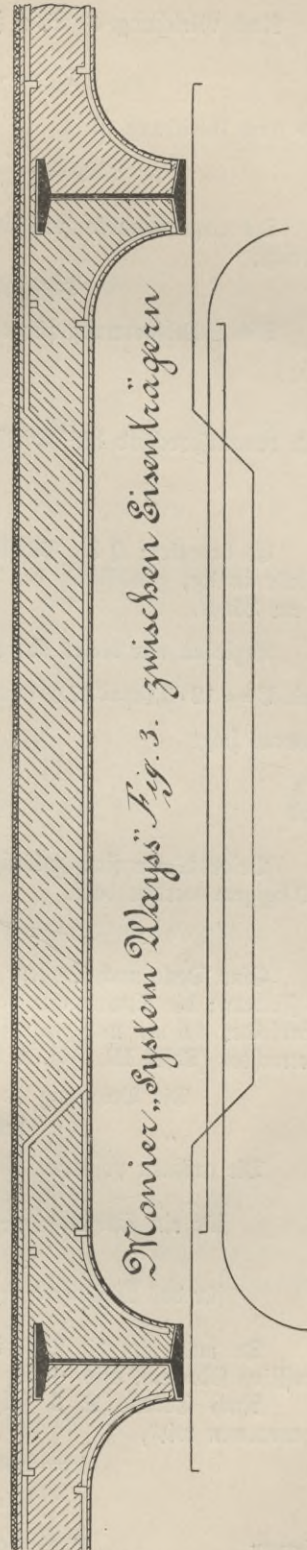 Monier „System Wayss" Fig. 3. zwischen Eisenträgern